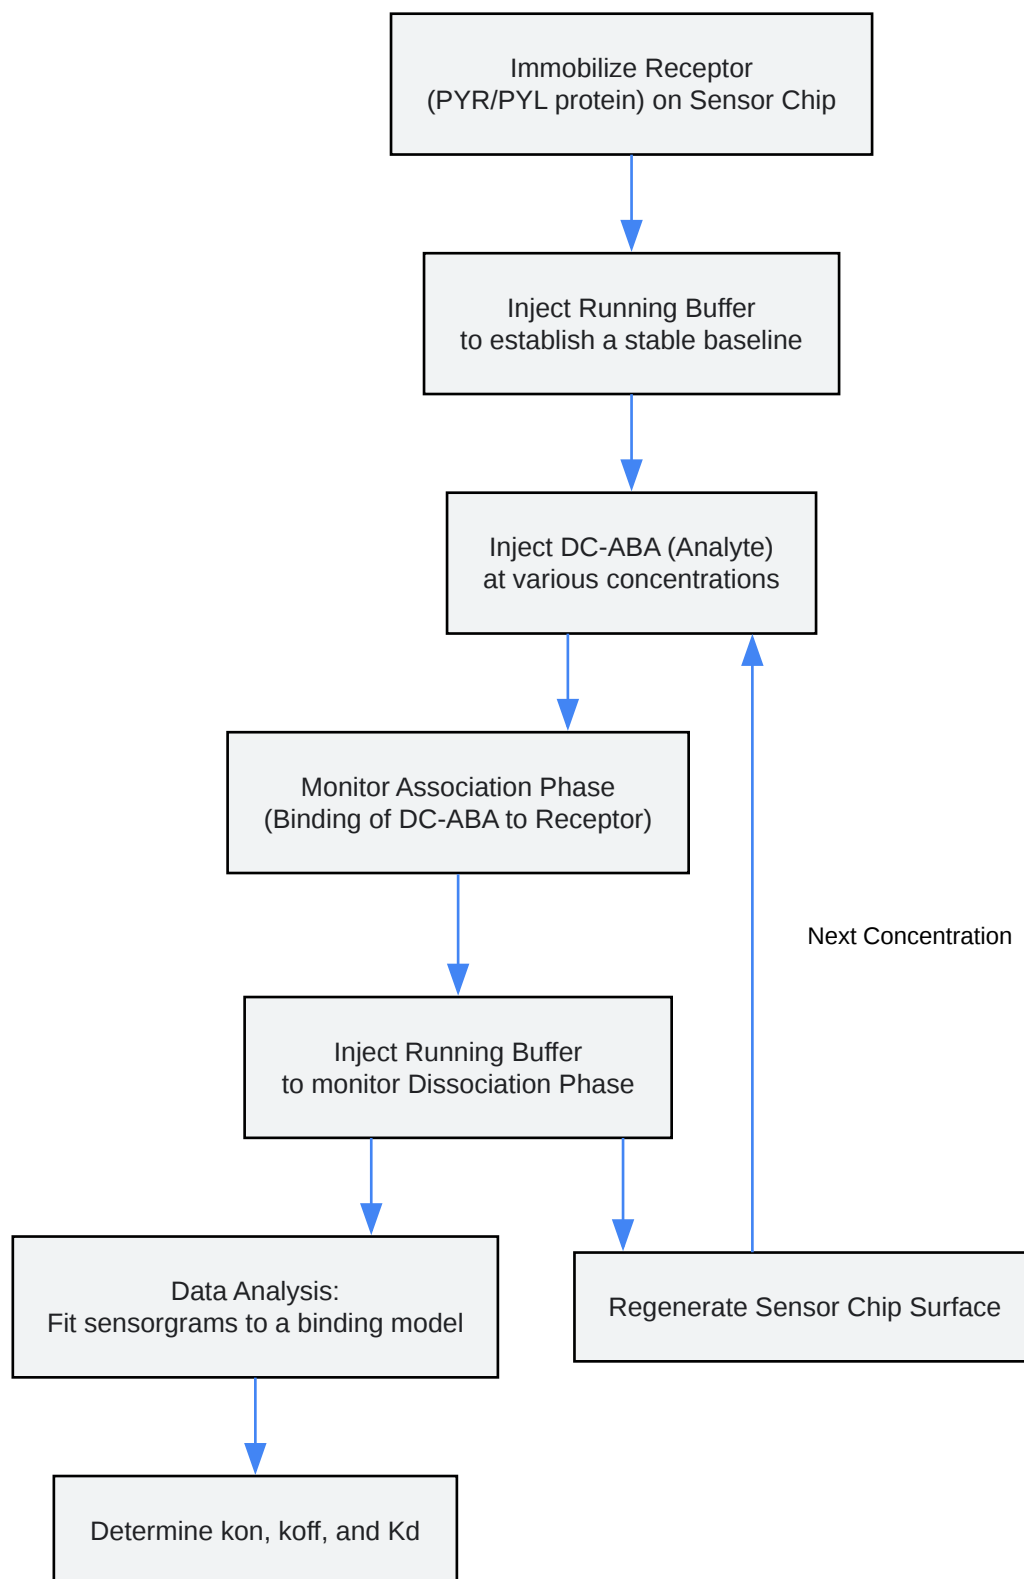 Immobilize Receptor
(PYR/PYL protein) on Sensor Chip
Inject Running Buffer
to establish a stable baseline
Inject DC-ABA (Analyte)
at various concentrations
Monitor Association Phase
(Binding of DC-ABA to Receptor)
Next Concentration
Inject Running Buffer
to monitor Dissociation Phase
Data Analysis:
Fit sensorgrams to a binding model
Regenerate Sensor Chip Surface
Determine kon, koff, and Kd